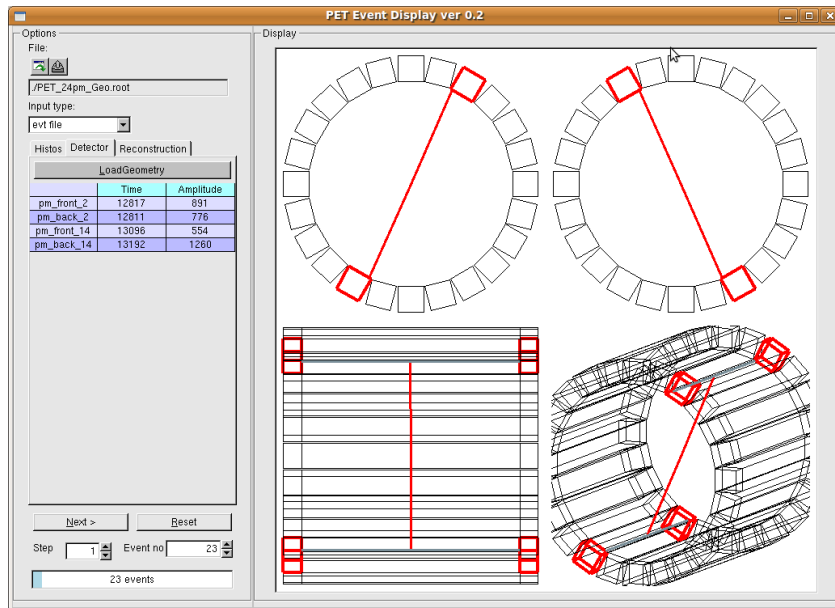 PET Event Display ver 0.2
Options
File:
./PET_24pm_Geo.root
Input type:
evt file
Histos Detector Reconstruction
LoadGeometry
Time Amplitude
pm_front_2 12817 891
pm_back_2 12811 776
pm_front_14 13096 554
pm_back_14 13192 1260
Next > Reset
Step 1 Event no 23
23 events
Display